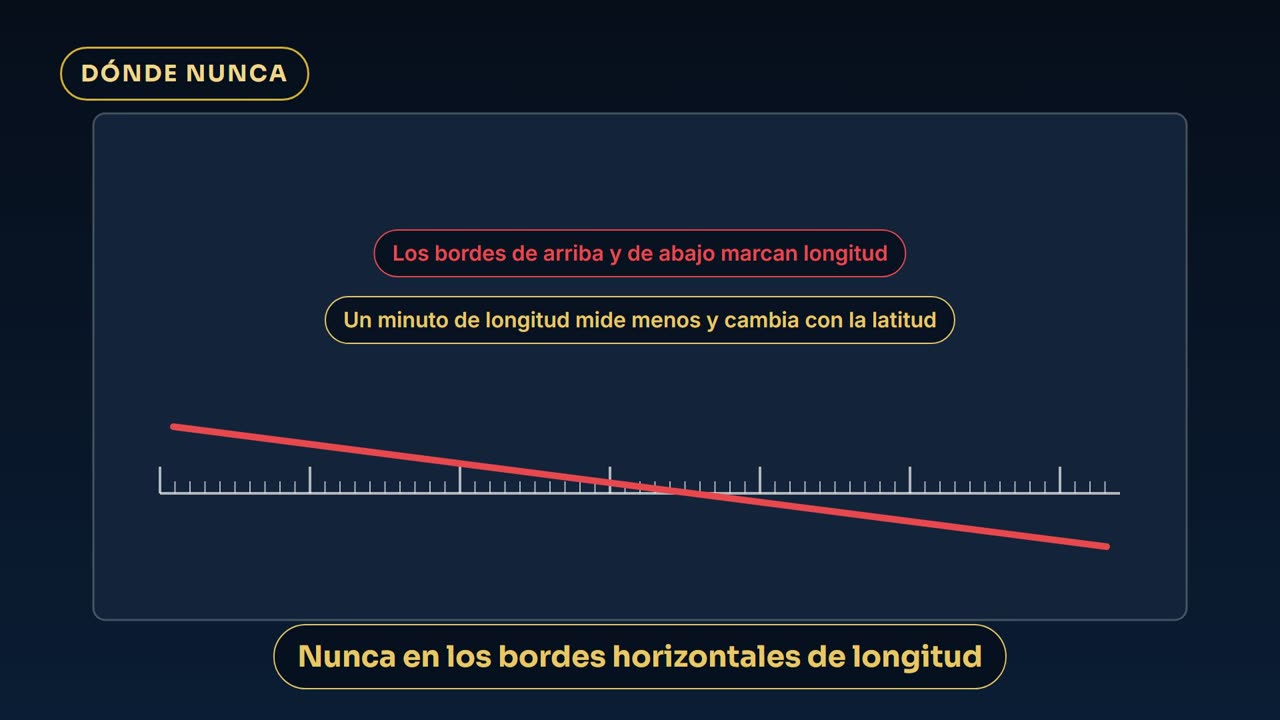 DÓNDE NUNCA
Los bordes de arriba y de abajo marcan longitud
Un minuto de longitud mide menos y cambia con la latitud
Nunca en los bordes horizontales de longitud